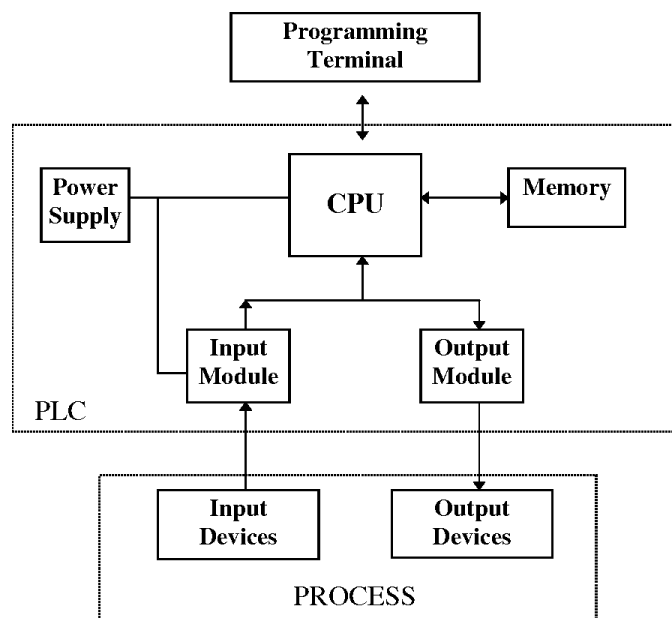 Programming
Terminal
Power
Supply
CPU
Memory
Input
Module
Output
Module
PLC
Input
Devices
Output
Devices
PROCESS